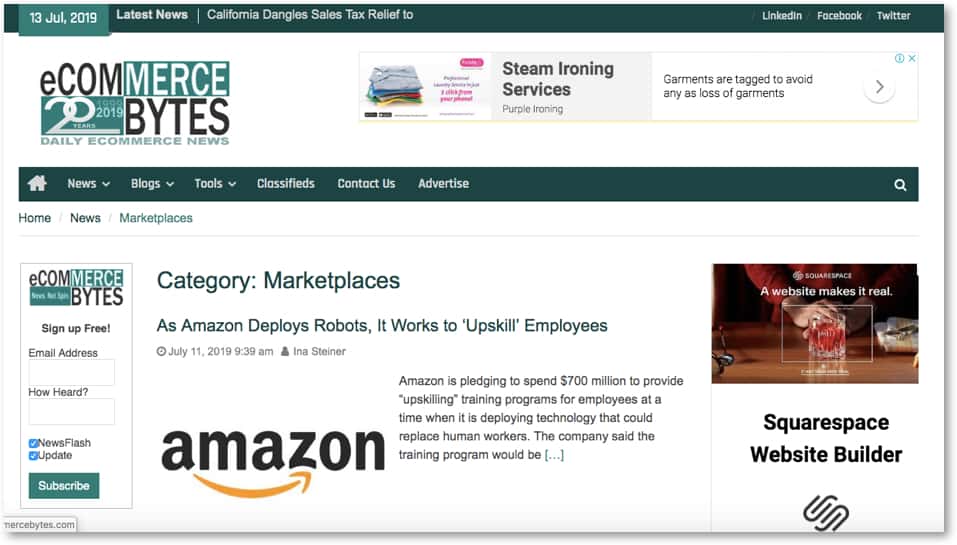 13 Jul, 2019
Latest News
California Dangles Sales Tax Relief to
LinkedIn / Facebook / Twitter
eCOMMERCE
BYTES
1999
2019
YEARS
DAILY ECOMMERCE NEWS
Steam Ironing
Services
Purple Ironing
Garments are tagged to avoid
any as loss of garments
Professional
Laundry Service in just
1 click from
your phone!
News
Blogs
Tools
Classifieds
Contact Us
Advertise
Home / News / Marketplaces
eCOMMERCE
News. Not Spin.
BYTES
Sign up Free!
Email Address
How Heard?
NewsFlash
Update
Subscribe
Category: Marketplaces
As Amazon Deploys Robots, It Works to ‘Upskill’ Employees
July 11, 2019 9:39 am Ina Steiner
amazon
Amazon is pledging to spend $700 million to provide
“upskilling” training programs for employees at a
time when it is deploying technology that could
replace human workers. The company said the
training program would be [...]
SQUARESPACE
A website makes it real.
Squarespace
Website Builder
mercebytes.com